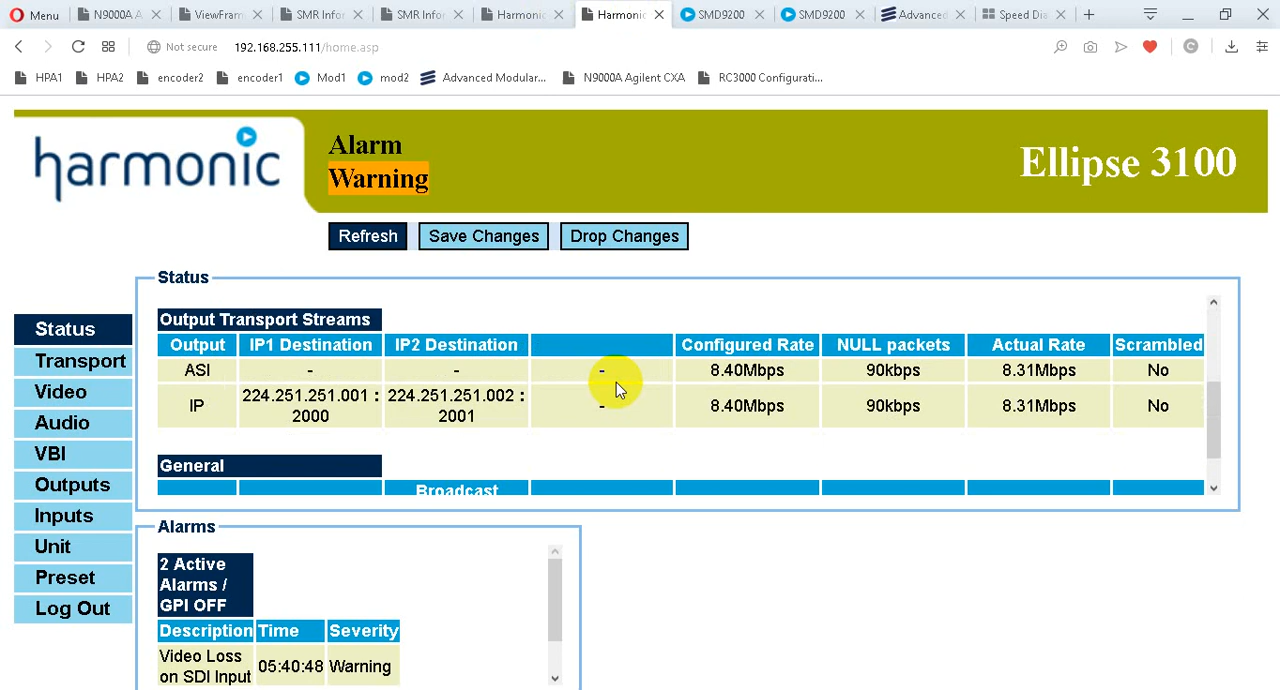 Menu
N9000A A
ViewFram
SMR Infor
SMR Infor
Harmonic
Harmonic
SMD9200
SMD9200
Advanced
Speed Dia
Not secure
192.168.255.111/home.asp
HPA1
HPA2
encoder2
encoder1
Mod1
mod2
Advanced Modular...
N9000A Agilent CXA
RC3000 Configurati...
harmonic
Alarm
Warning
Ellipse 3100
Refresh
Save Changes
Drop Changes
Status
Transport
Video
Audio
VBI
Outputs
Inputs
Unit
Preset
Log Out
Status
Output Transport Streams
Output IP1 Destination IP2 Destination Configured Rate NULL packets Actual Rate Scrambled
ASI - - - 8.40Mbps 90kbps 8.31Mbps No
IP 224.251.251.001 : 2000 224.251.251.002 : 2001 - 8.40Mbps 90kbps 8.31Mbps No
General
Broadcast
Alarms
2 Active
Alarms /
GPI OFF
Description Time Severity
Video Loss
on SDI Input 05:40:48 Warning